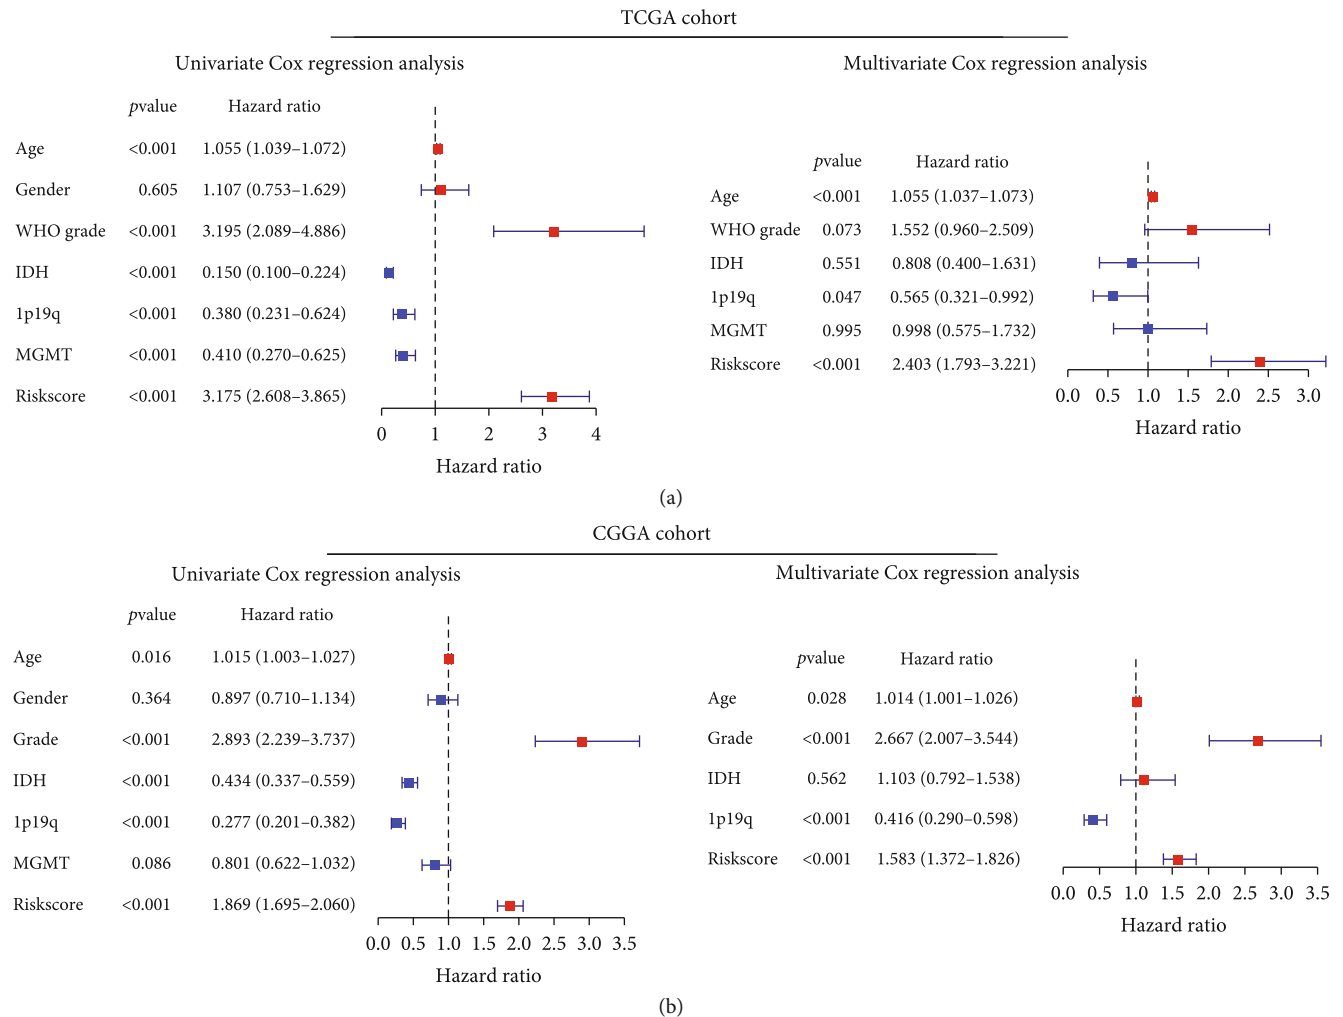 TCGA cohort
Univariate Cox regression analysis
pvalue Hazard ratio
Age <0.001 1.055 (1.039–1.072)
Gender 0.605 1.107 (0.753–1.629)
WHO grade <0.001 3.195 (2.089–4.886)
IDH <0.001 0.150 (0.100–0.224)
1p19q <0.001 0.380 (0.231–0.624)
MGMT <0.001 0.410 (0.270–0.625)
Riskscore <0.001 3.175 (2.608–3.865)
0 1 2 3 4
Hazard ratio
Multivariate Cox regression analysis
pvalue Hazard ratio
Age <0.001 1.055 (1.037–1.073)
WHO grade 0.073 1.552 (0.960–2.509)
IDH 0.551 0.808 (0.400–1.631)
1p19q 0.047 0.565 (0.321–0.992)
MGMT 0.995 0.998 (0.575–1.732)
Riskscore <0.001 2.403 (1.793–3.221)
0.0 0.5 1.0 1.5 2.0 2.5 3.0
Hazard ratio
(a)
CGGA cohort
Univariate Cox regression analysis
pvalue Hazard ratio
Age 0.016 1.015 (1.003–1.027)
Gender 0.364 0.897 (0.710–1.134)
Grade <0.001 2.893 (2.239–3.737)
IDH <0.001 0.434 (0.337–0.559)
1p19q <0.001 0.277 (0.201–0.382)
MGMT 0.086 0.801 (0.622–1.032)
Riskscore <0.001 1.869 (1.695–2.060)
0.0 0.5 1.0 1.5 2.0 2.5 3.0 3.5
Hazard ratio
Multivariate Cox regression analysis
pvalue Hazard ratio
Age 0.028 1.014 (1.001–1.026)
Grade <0.001 2.667 (2.007–3.544)
IDH 0.562 1.103 (0.792–1.538)
1p19q <0.001 0.416 (0.290–0.598)
Riskscore <0.001 1.583 (1.372–1.826)
0.0 0.5 1.0 1.5 2.0 2.5 3.0 3.5
Hazard ratio
(b)